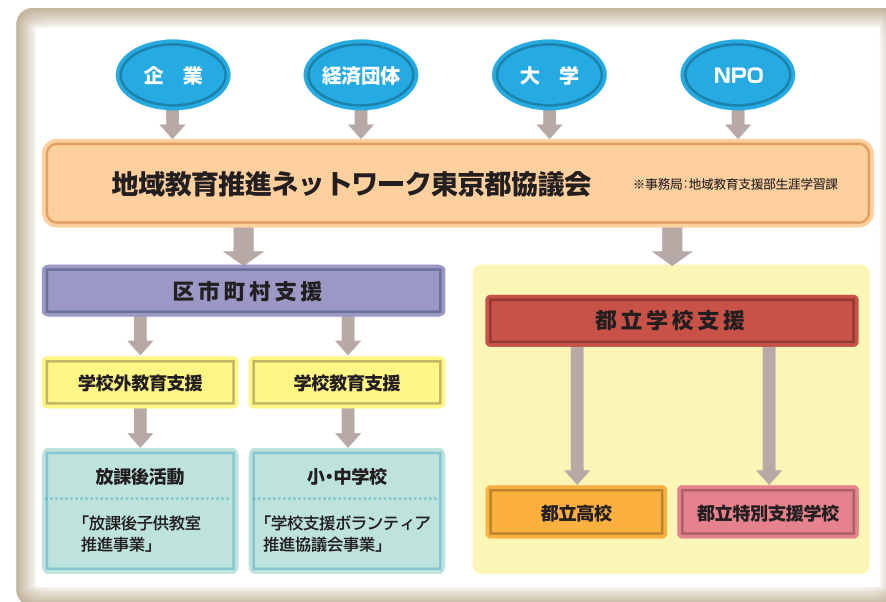 企　業
経済団体
大　学
NPO
地域教育推進ネットワーク東京都協議会
※事務局：地域教育支援部生涯学習課
区市町村支援
都立学校支援
学校外教育支援
学校教育支援
放課後活動
「放課後子供教室
推進事業」
小・中学校
「学校支援ボランティア
推進協議会事業」
都立高校
都立特別支援学校